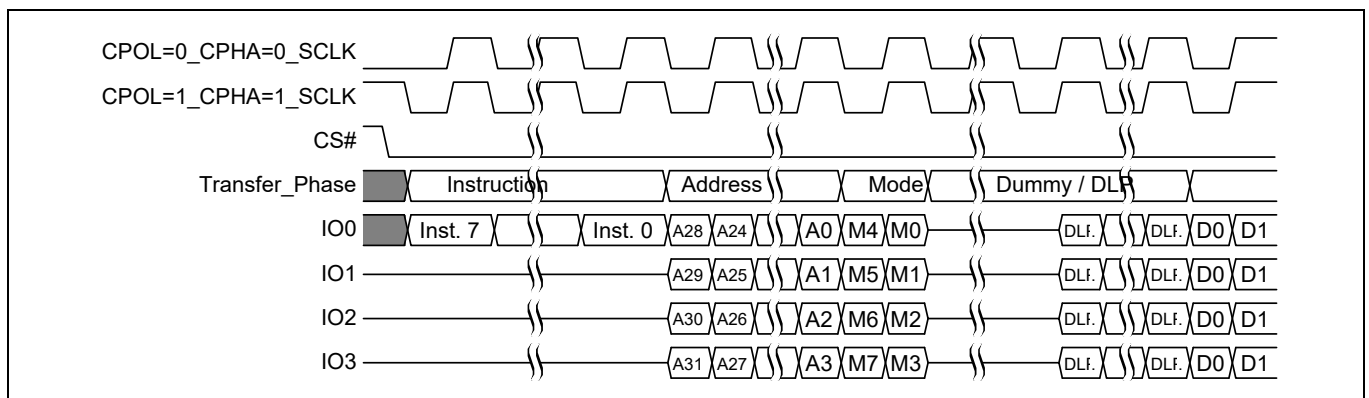 CPOL=0_CPHA=0_SCLK
CPOL=1_CPHA=1_SCLK
CS#
Transfer_Phase Instruction Address Mode Dummy / DLP
IO0 Inst. 7 Inst. 0 A28 A24 A0 M4 M0 DLP. DLP. D0 D1
IO1 A29 A25 A1 M5 M1 DLP. DLP. D0 D1
IO2 A30 A26 A2 M6 M2 DLP. DLP. D0 D1
IO3 A31 A27 A3 M7 M3 DLP. DLP. D0 D1